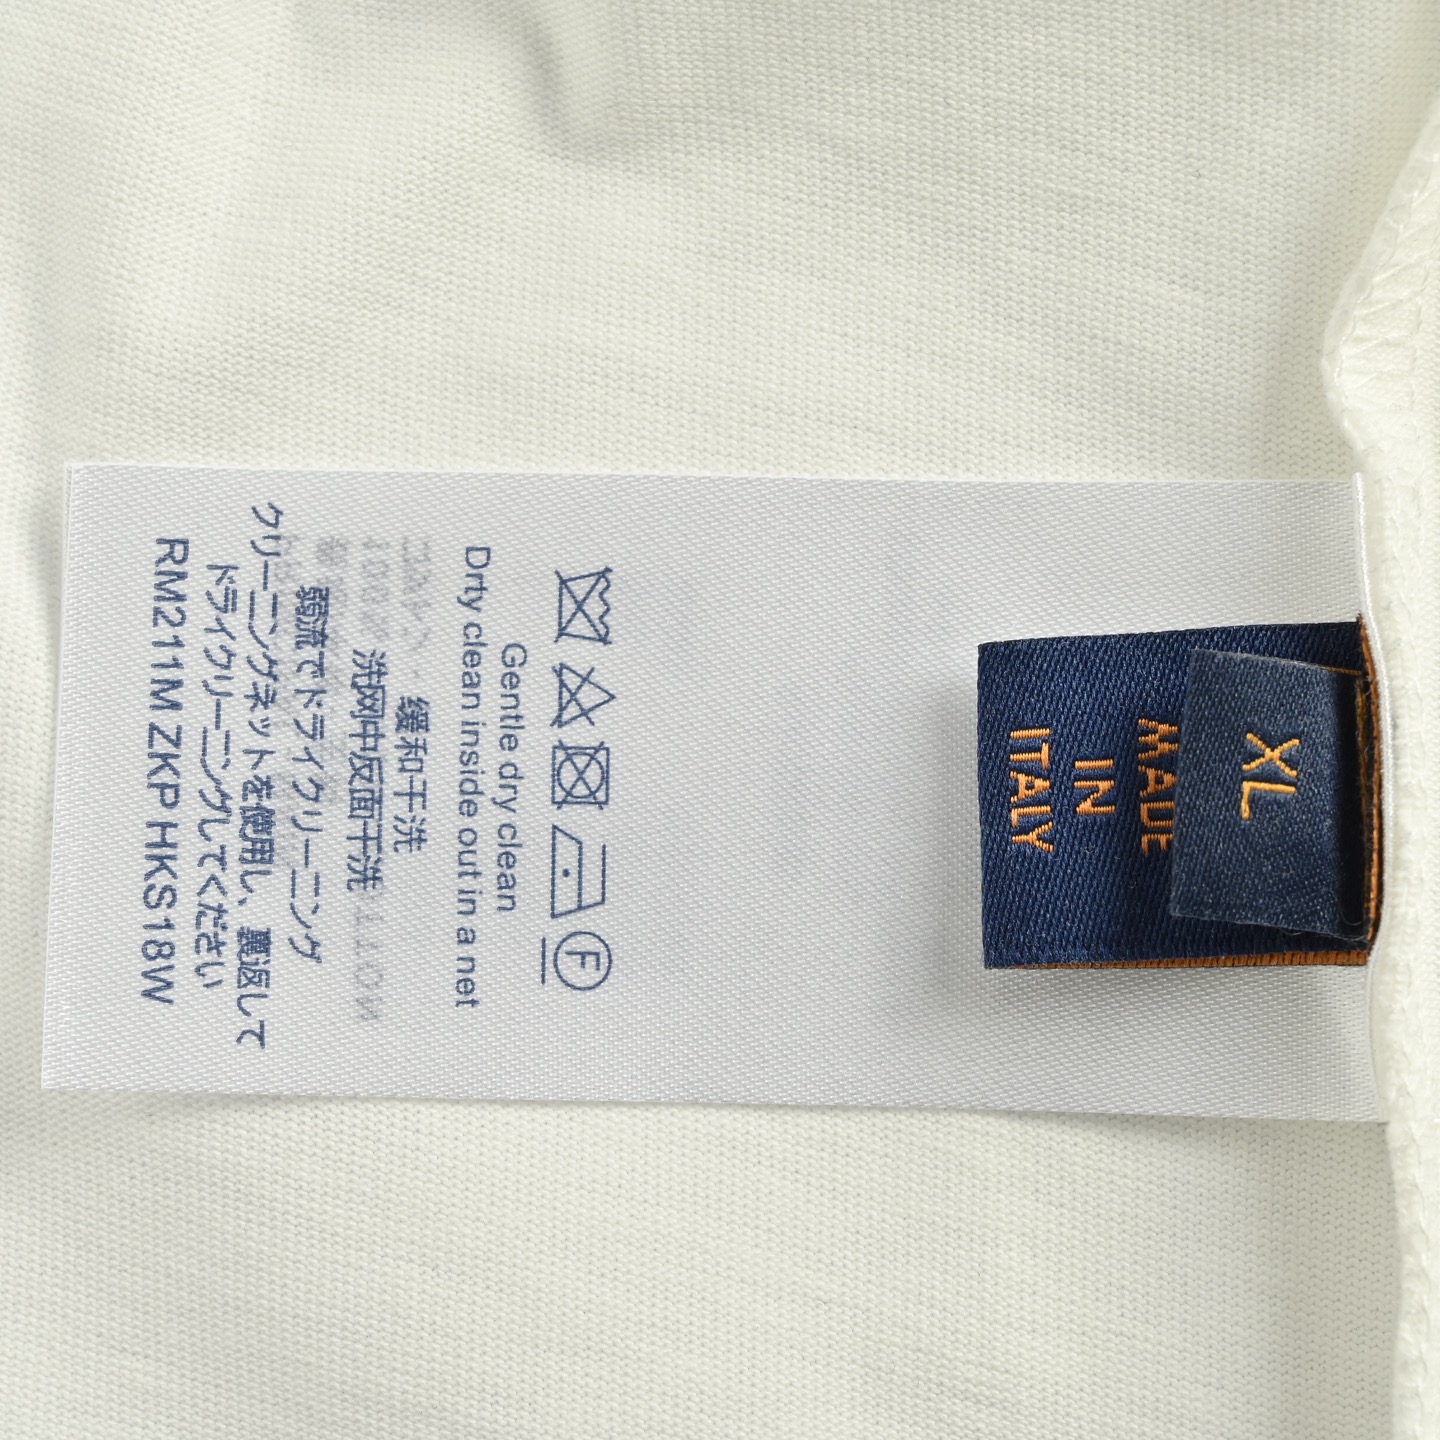 XL
MADE
IN
ITALY
F
Gentle dry clean
Drty clean inside out in a net
缓和干洗
洗网中反面干洗
弱流でドライクリーニング
クリーニングネットを使用し、裏返して
ドライクリーニングしてください
RM211M ZKP HKS18W